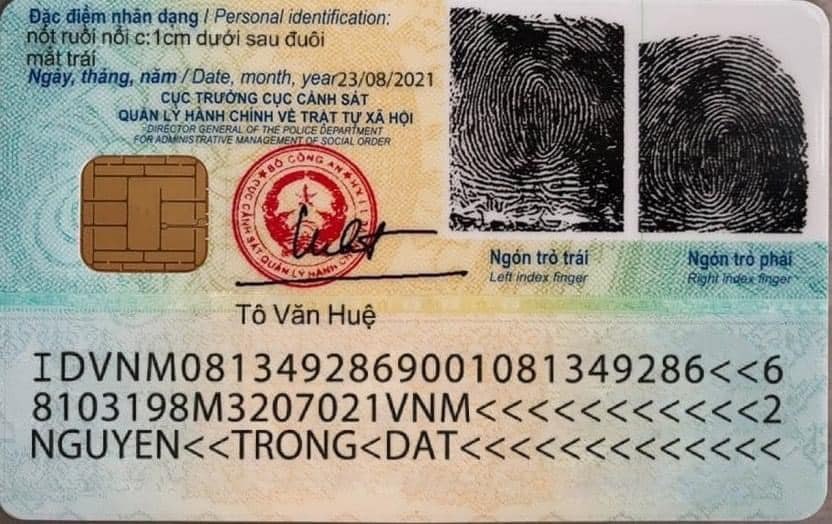 Đặc điểm nhân dạng / Personal identification:
nốt ruồi nổi c:1cm dưới sau đuôi
mắt trái
Ngày, tháng, năm / Date, month, year 23/08/2021
CỤC TRƯỞNG CỤC CẢNH SÁT
QUẢN LÝ HÀNH CHÍNH VỀ TRẬT TỰ XÃ HỘI
DIRECTOR GENERAL OF THE POLICE DEPARTMENT
FOR ADMINISTRATIVE MANAGEMENT OF SOCIAL ORDER
BỘ CÔNG AN
CỤC CẢNH SÁT QUẢN LÝ HÀNH
Ngón trỏ trái
Left index finger
Ngón trỏ phải
Right index finger
Tô Văn Huệ
IDVNM0813492869001081349286<<6
8103198M3207021VNM<<<<<<<<<<<2
NGUYEN<<TRONG<DAT<<<<<<<<<<<<<